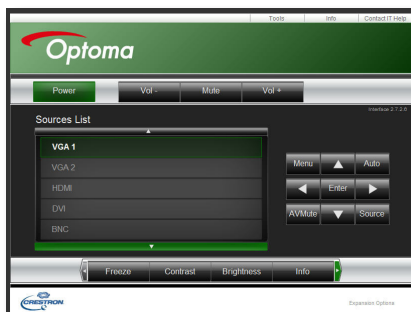 Tools Info Contact IT Help
Optoma
Power Vol - Mute Vol +
Interface 2.7.2.6
Sources List
VGA 1
VGA 2
HDMI
DVI
BNC
Menu Auto
Enter
AVMute Source
Freeze Contrast Brightness Info
CRESTRON
Expansion Options